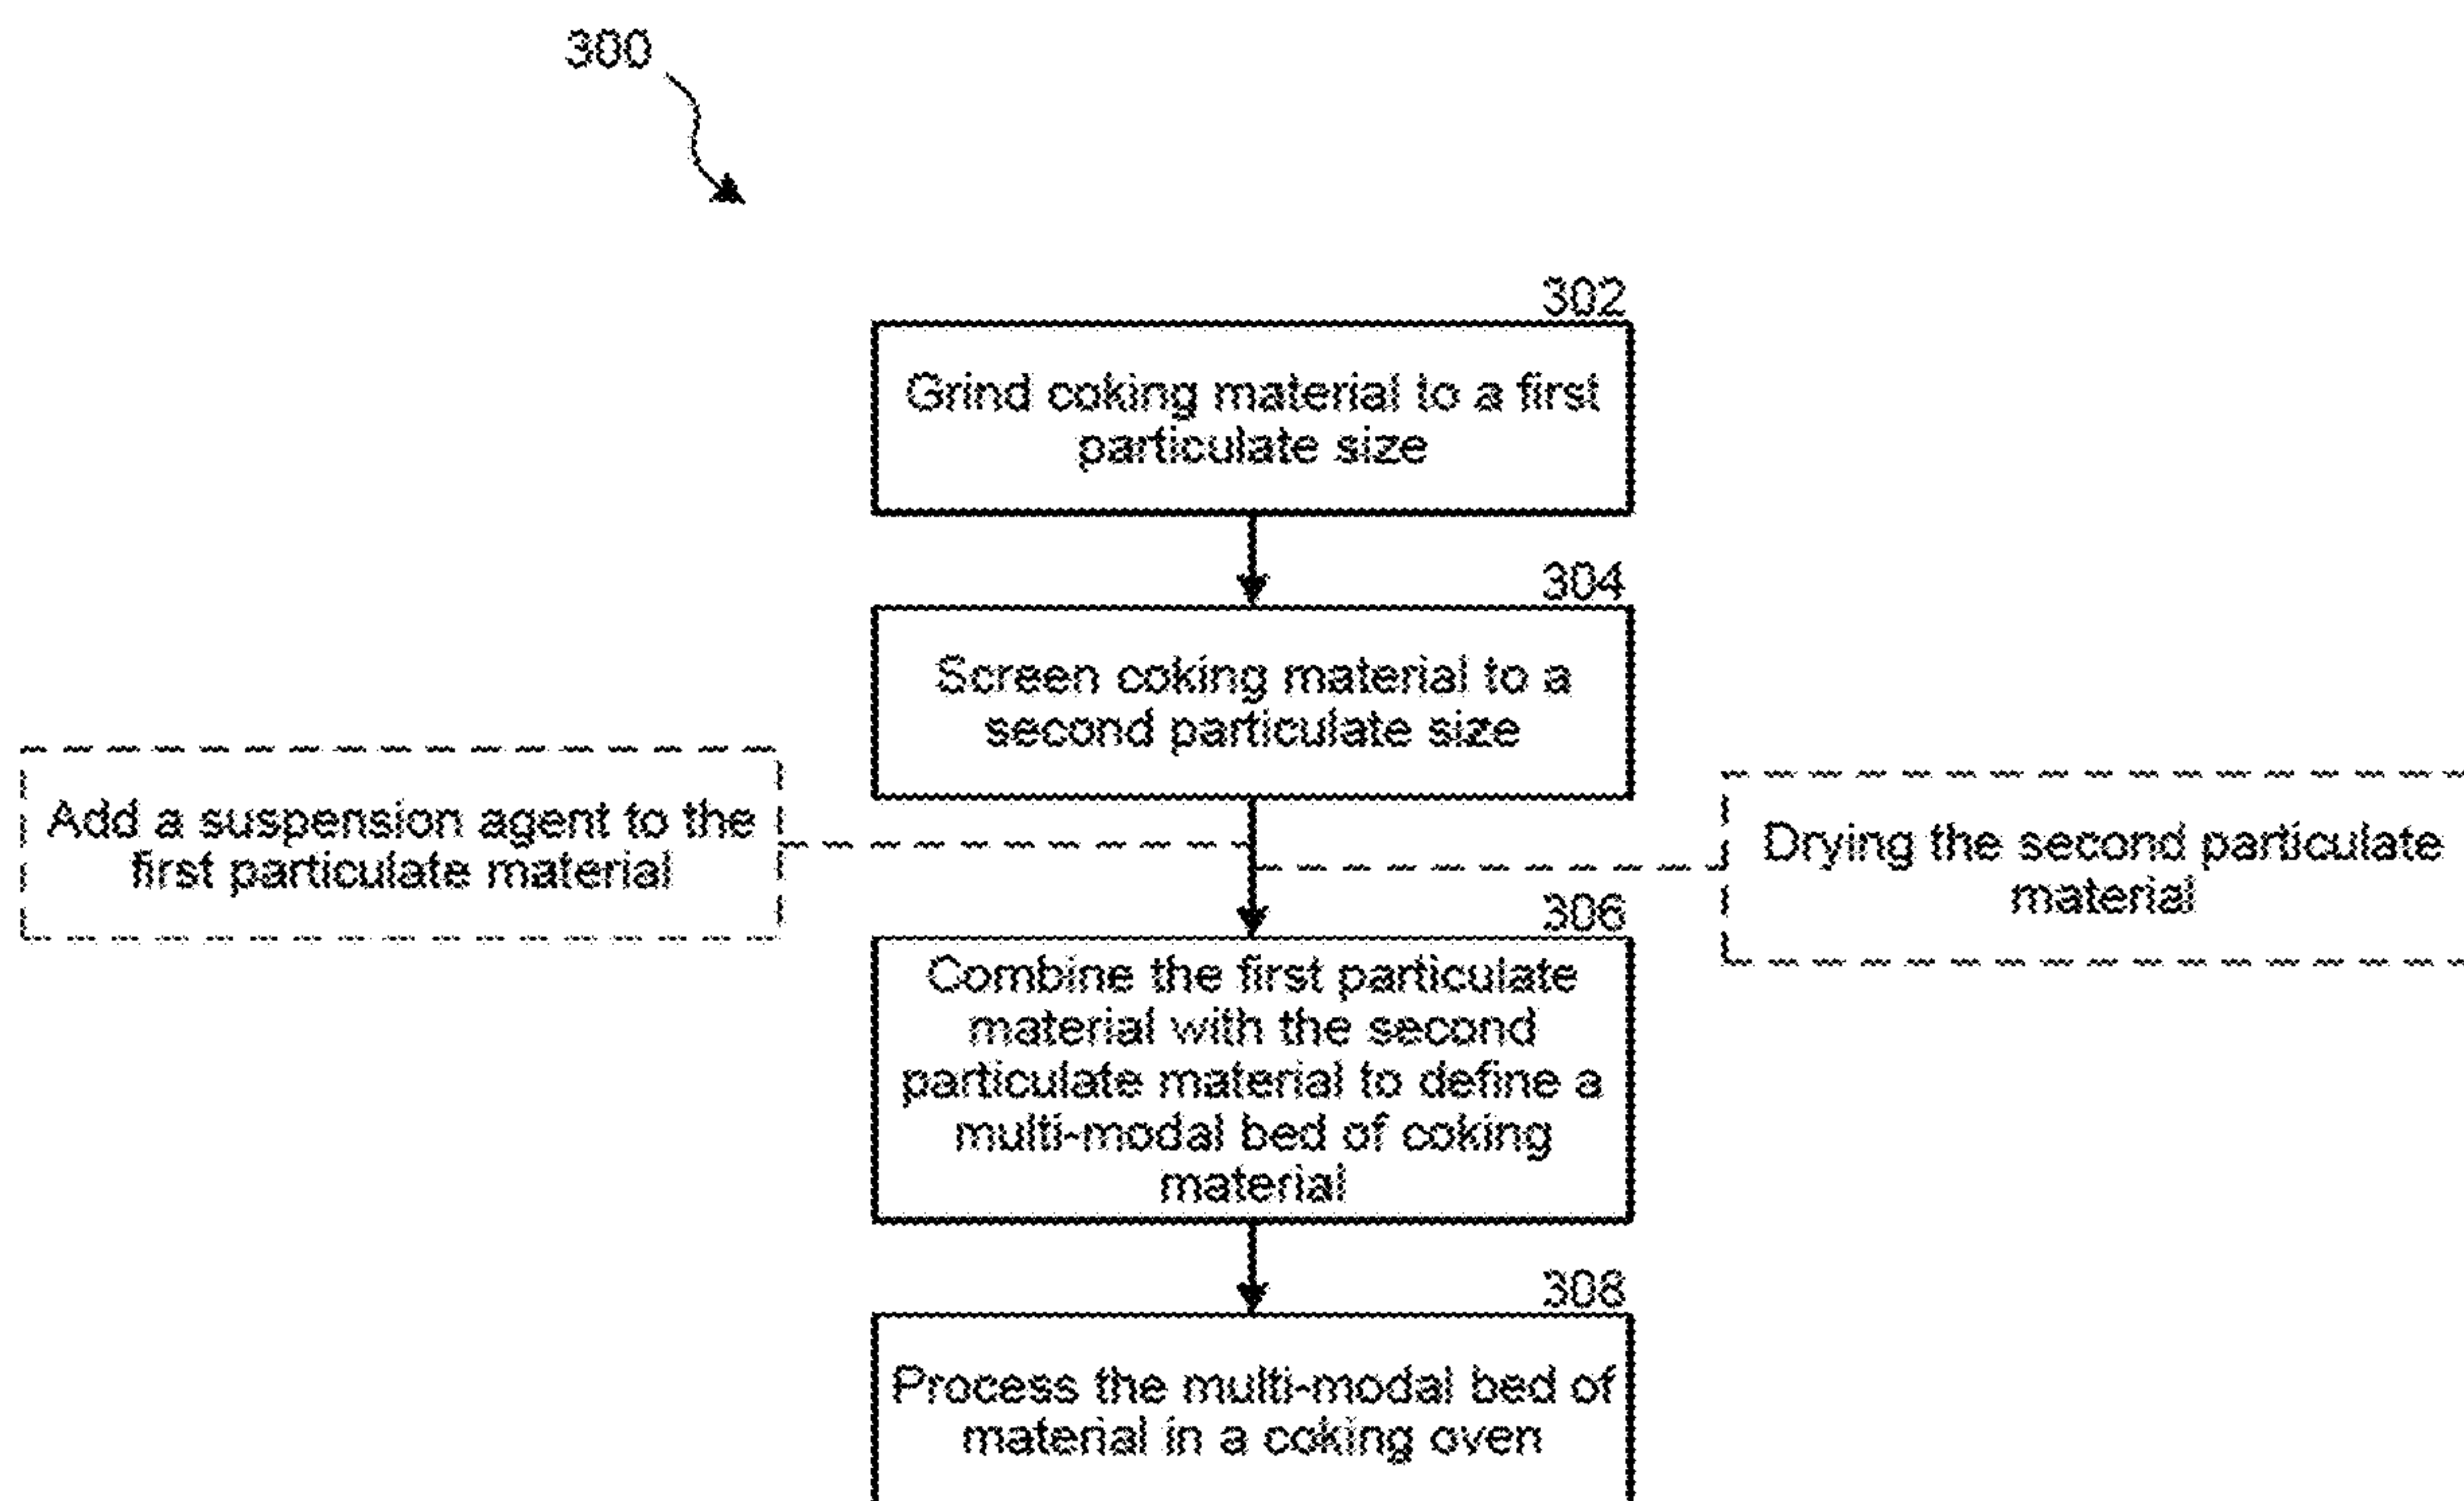 300
302
Grind coking material to a first
particulate size
304
Screen coking material to a
second particulate size
Add a suspension agent to the
first particulate material
Drying the second particulate
material
306
Combine the first particulate
material with the second
particulate material to define a
multi-modal bed of coking
material
308
Process the multi-modal bed of
material in a coking oven